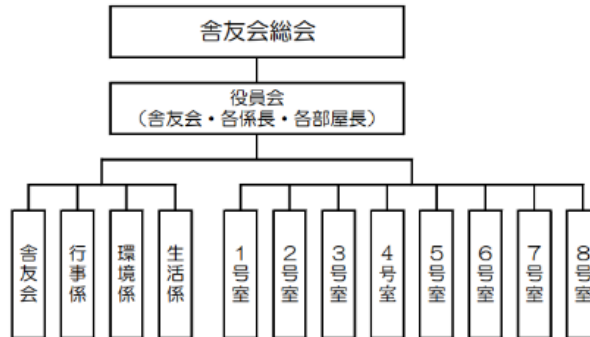 舎友会総会
役員会
（舎友会・各係長・各部屋長）
舎友会
行事係
環境係
生活係
１号室
２号室
３号室
４号室
５号室
６号室
７号室
８号室